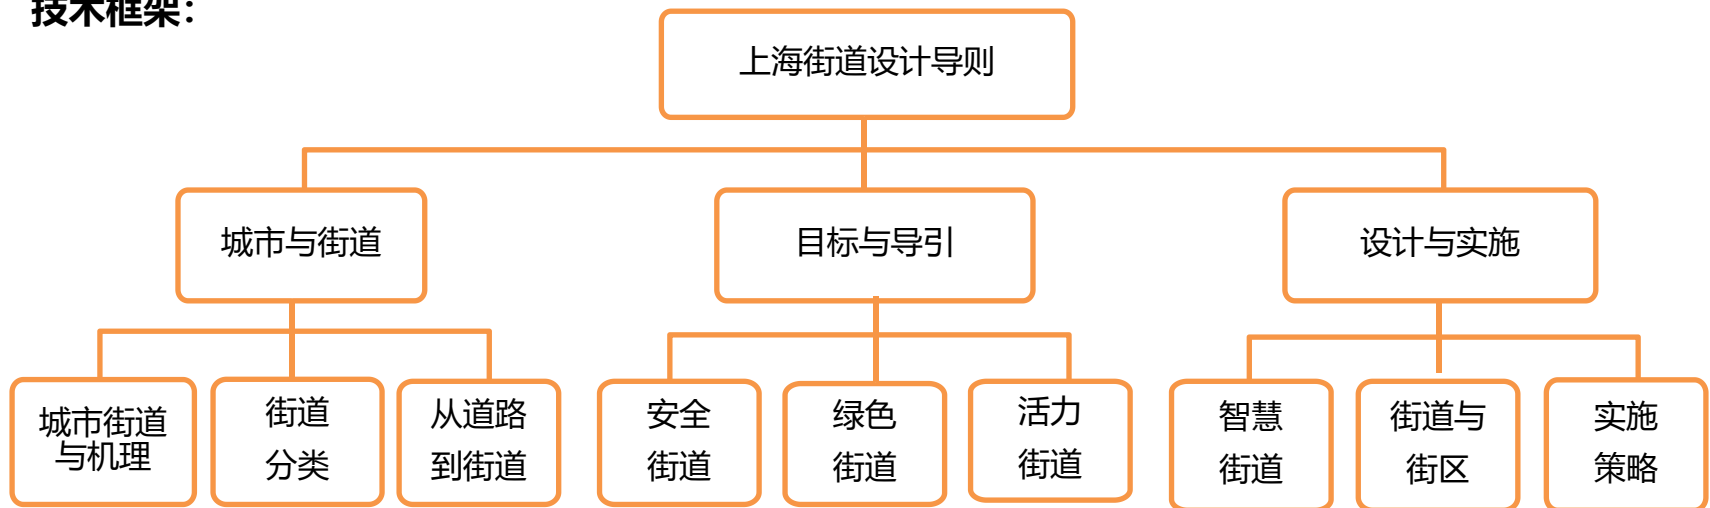 技术框架：
上海街道设计导则
城市与街道
目标与导引
设计与实施
城市街道
与机理
街道
分类
从道路
到街道
安全
街道
绿色
街道
活力
街道
智慧
街道
街道与
街区
实施
策略